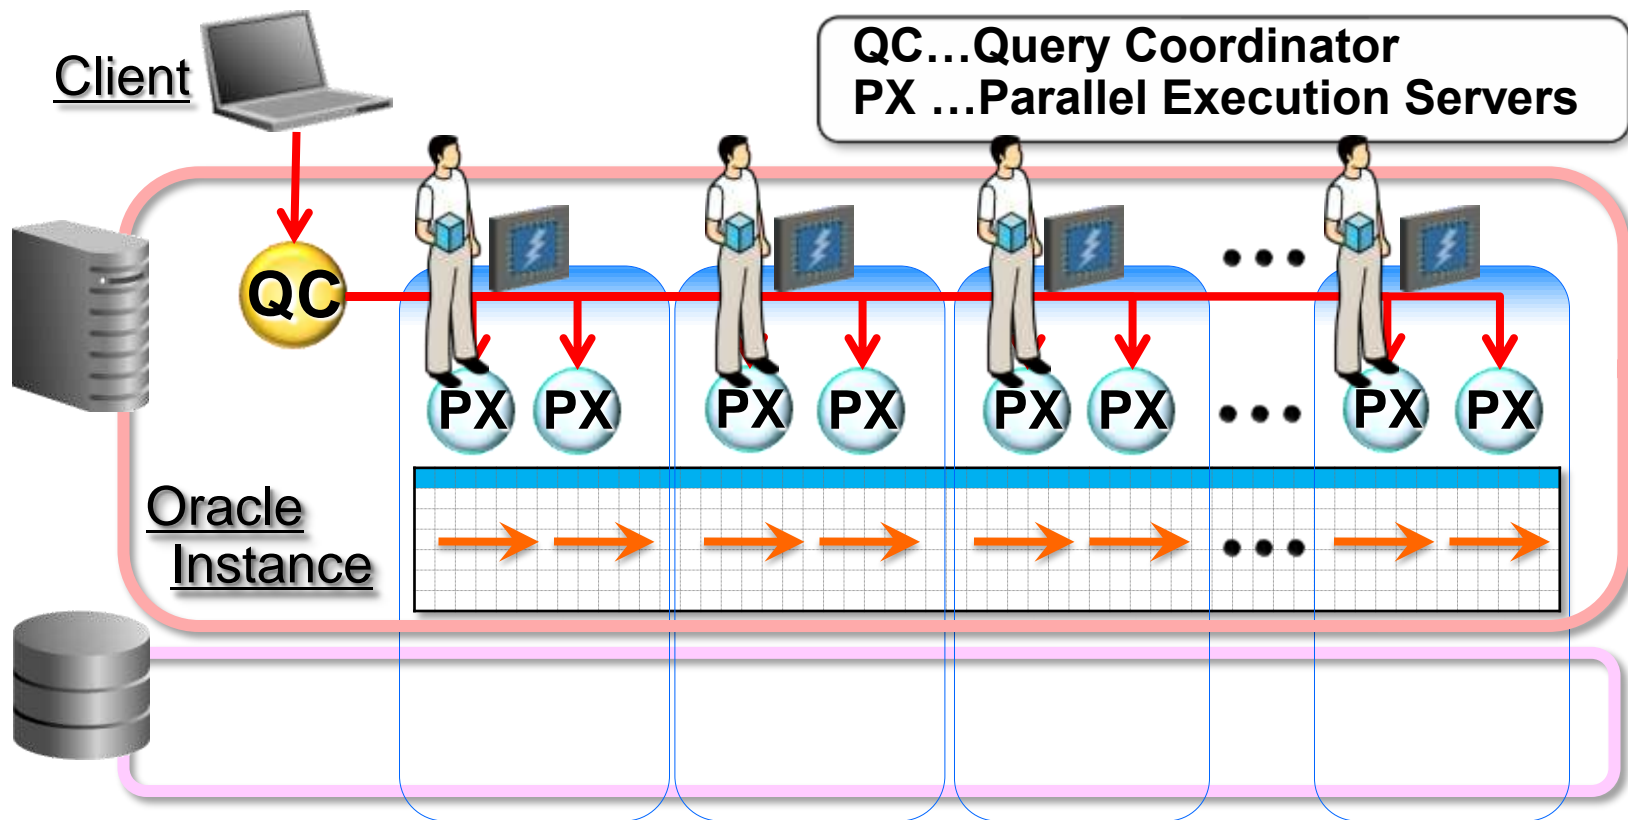 Client
QC...Query Coordinator
PX ...Parallel Execution Servers
QC
PX PX PX PX PX PX PX PX
Oracle
Instance